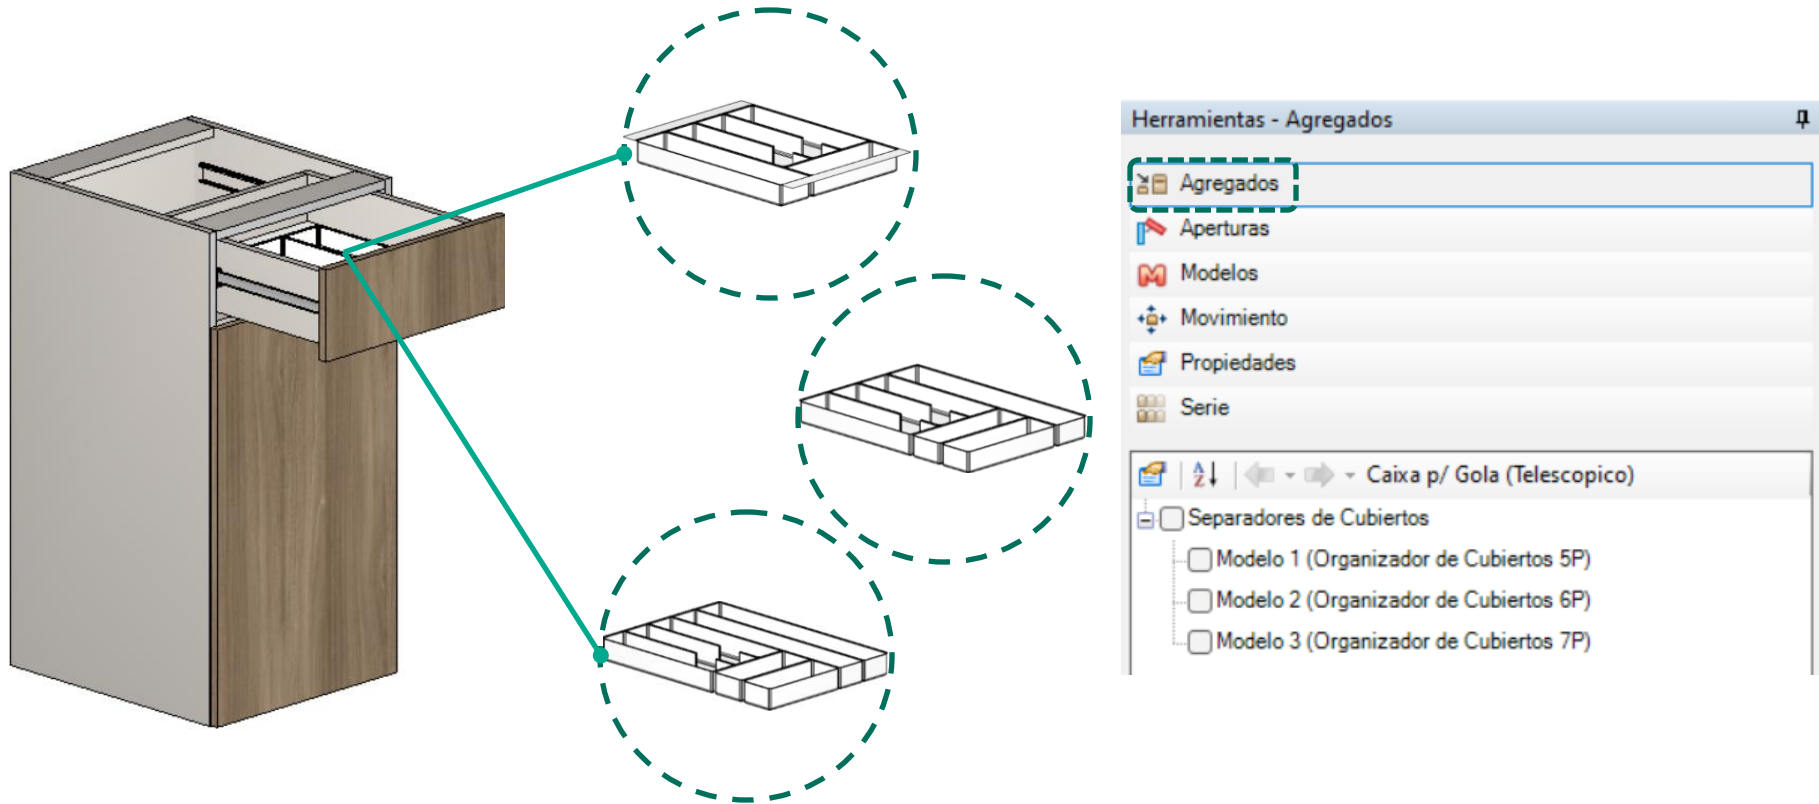 Herramientas - Agregados
Agregados
Aperturas
Modelos
Movimiento
Propiedades
Serie
Caixa p/ Gola (Telescopico)
Separadores de Cubiertos
Modelo 1 (Organizador de Cubiertos 5P)
Modelo 2 (Organizador de Cubiertos 6P)
Modelo 3 (Organizador de Cubiertos 7P)